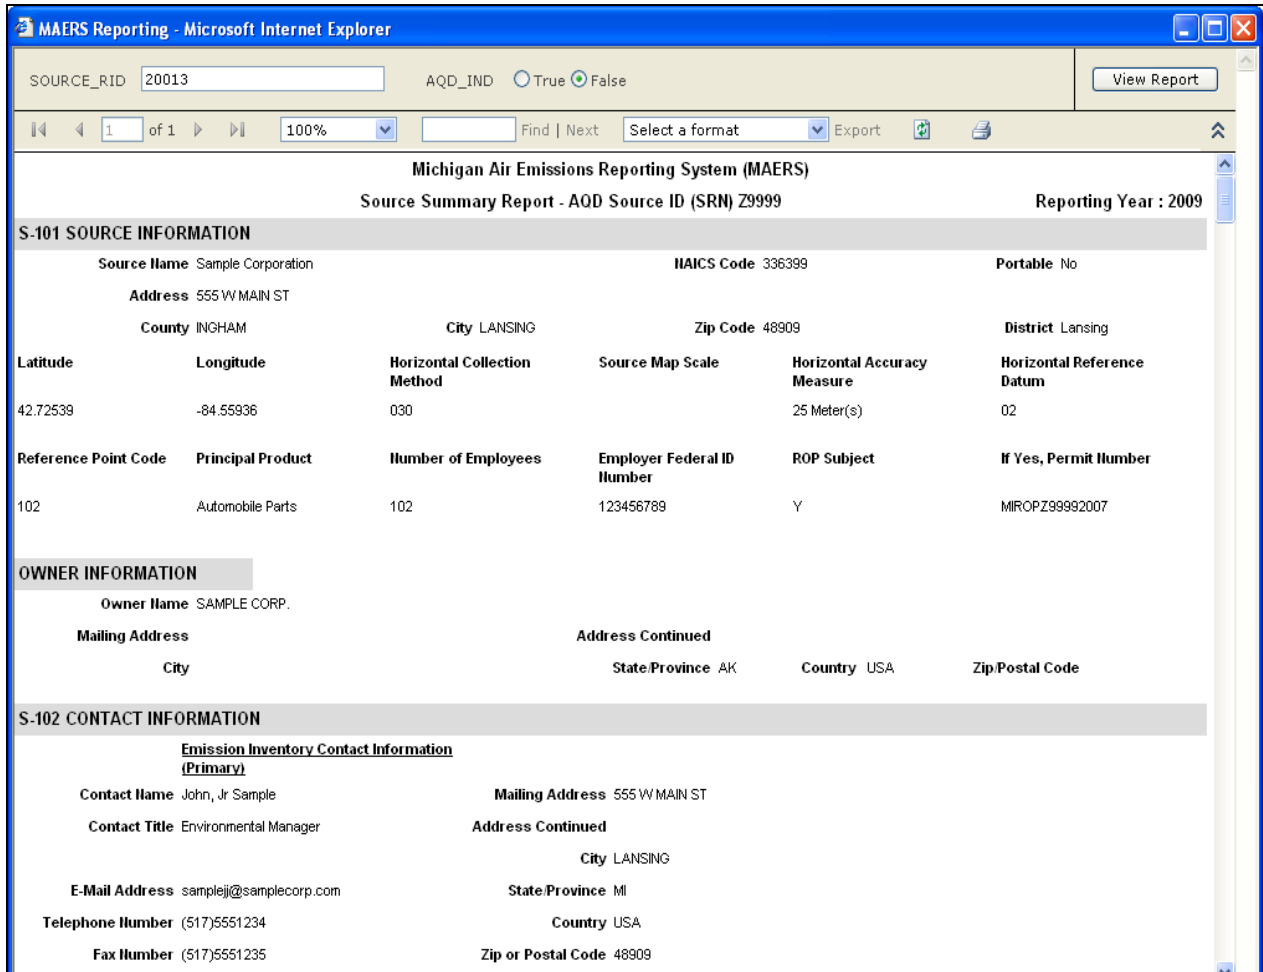 MAERS Reporting - Microsoft Internet Explorer
SOURCE_RID 20013 AQD_IND True False View Report
1 of 1 100% Find | Next Select a format Export
Michigan Air Emissions Reporting System (MAERS)
Source Summary Report - AQD Source ID (SRN) Z9999 Reporting Year : 2009
S-101 SOURCE INFORMATION
Source Name Sample Corporation NAICS Code 336399 Portable No
Address 555 W MAIN ST
County INGHAM City LANSING Zip Code 48909 District Lansing
Latitude Longitude Horizontal Collection Source Map Scale Horizontal Accuracy Horizontal Reference
Method Measure Datum
42.72539 -84.55936 030 25 Meter(s) 02
Reference Point Code Principal Product Number of Employees Employer Federal ID ROP Subject If Yes, Permit Number
Number
102 Automobile Parts 102 123456789 Y MIROPZ99992007
OWNER INFORMATION
Owner Name SAMPLE CORP.
Mailing Address Address Continued
City State/Province AK Country USA Zip/Postal Code
S-102 CONTACT INFORMATION
Emission Inventory Contact Information
(Primary)
Contact Name John, Jr Sample Mailing Address 555 W MAIN ST
Contact Title Environmental Manager Address Continued
City LANSING
E-Mail Address samplejj@samplecorp.com State/Province MI
Telephone Number (517)5551234 Country USA
Fax Number (517)5551235 Zip or Postal Code 48909